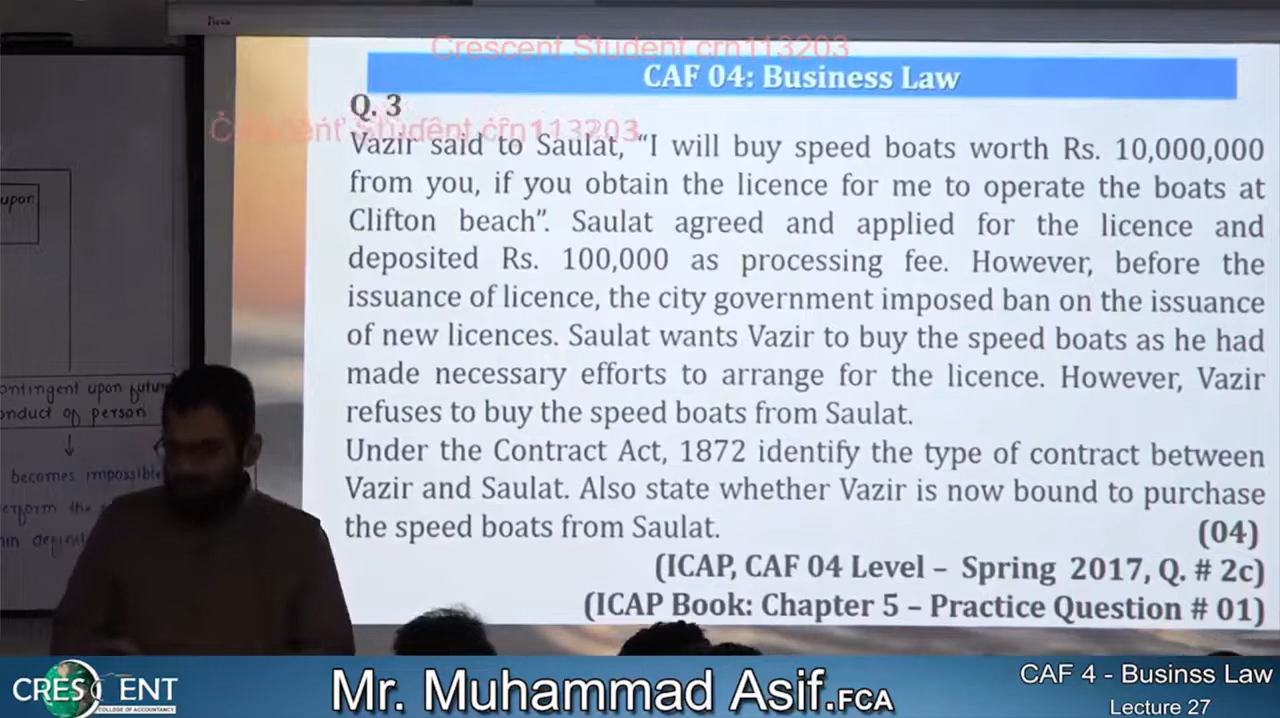 Crescent Student crn113203
CAF 04: Business Law
Q. 3
Crescent Student crn113203
Vazir said to Saulat, “I will buy speed boats worth Rs. 10,000,000
from you, if you obtain the licence for me to operate the boats at
Clifton beach”. Saulat agreed and applied for the licence and
deposited Rs. 100,000 as processing fee. However, before the
issuance of licence, the city government imposed ban on the issuance
of new licences. Saulat wants Vazir to buy the speed boats as he had
made necessary efforts to arrange for the licence. However, Vazir
refuses to buy the speed boats from Saulat.
Under the Contract Act, 1872 identify the type of contract between
Vazir and Saulat. Also state whether Vazir is now bound to purchase
the speed boats from Saulat.
(04)
(ICAP, CAF 04 Level – Spring 2017, Q. # 2c)
(ICAP Book: Chapter 5 – Practice Question # 01)
upon
contingent upon future
conduct of person
becomes impossible
the
CRESCENT
COLLEGE OF ACCOUNTANCY
Mr. Muhammad Asif.FCA
CAF 4 - Businss Law
Lecture 27